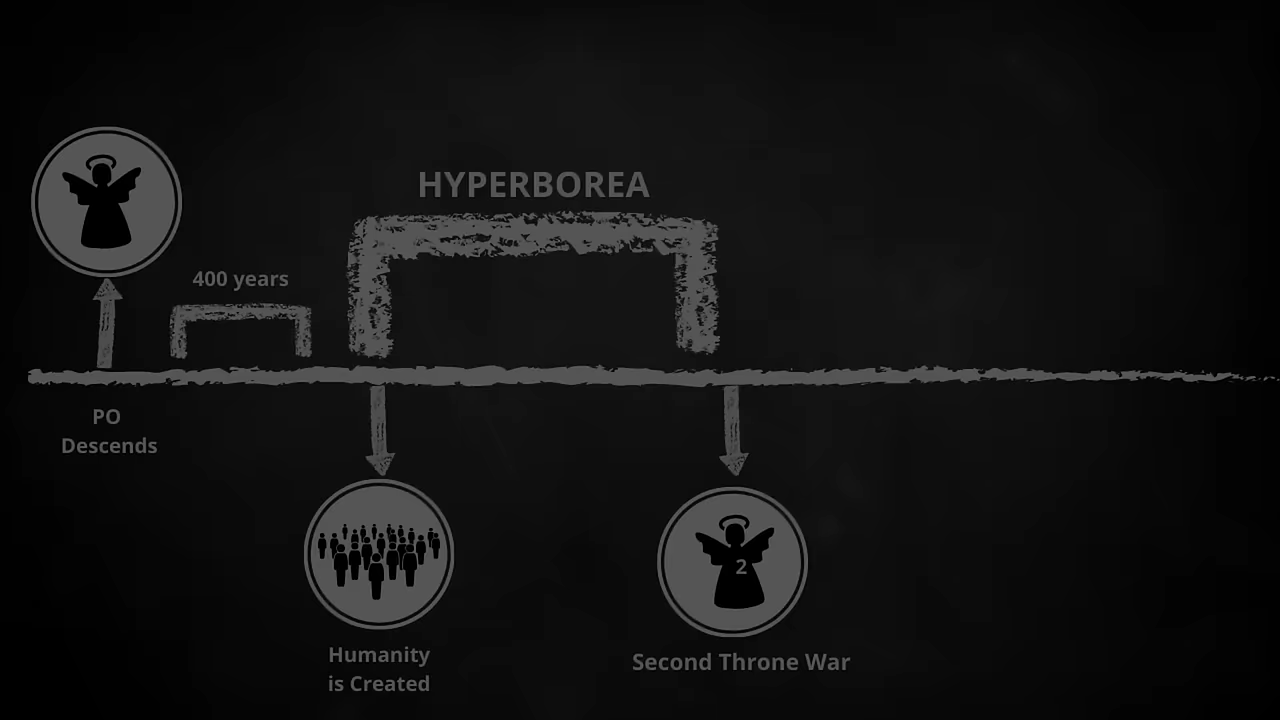 HYPERBOREA
400 years
PO
Descends
2
Humanity
is Created
Second Throne War